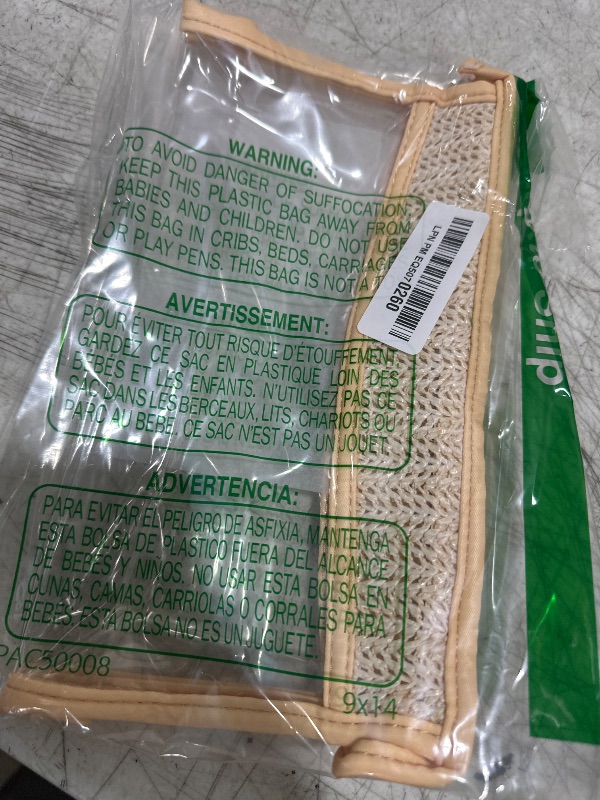 WARNING:
TO AVOID DANGER OF SUFFOCATION,
KEEP THIS PLASTIC BAG AWAY FROM
BABIES AND CHILDREN. DO NOT USE
THIS BAG IN CRIBS, BEDS, CARRIAGE
OR PLAY PENS. THIS BAG IS NOT A
LPN PM EQ5070260
AVERTISSEMENT:
POUR ÉVITER TOUT RISQUE D'ÉTOUFFEMENT,
GARDEZ CE SAC EN PLASTIQUE LOIN DES
BÉBÉS ET LES ENFANTS. N'UTILISEZ PAS CE
SAC DANS LES BERCEAUX, LITS, CHARIOTS OU
PARC AU BÉBÉ. CE SAC N'EST PAS UN JOUET.
ADVERTENCIA:
PARA EVITAR EL PELIGRO DE ASFIXIA, MANTENGA
ESTA BOLSA DE PLASTICO FUERA DEL ALCANCE
DE BEBES Y NINOS. NO USAR ESTA BOLSA EN
CUNAS, CAMAS, CARRIOLAS O CORRALES PARA
BEBES. ESTA BOLSA NO ES UN JUGUETE.
PAC50008
9x14